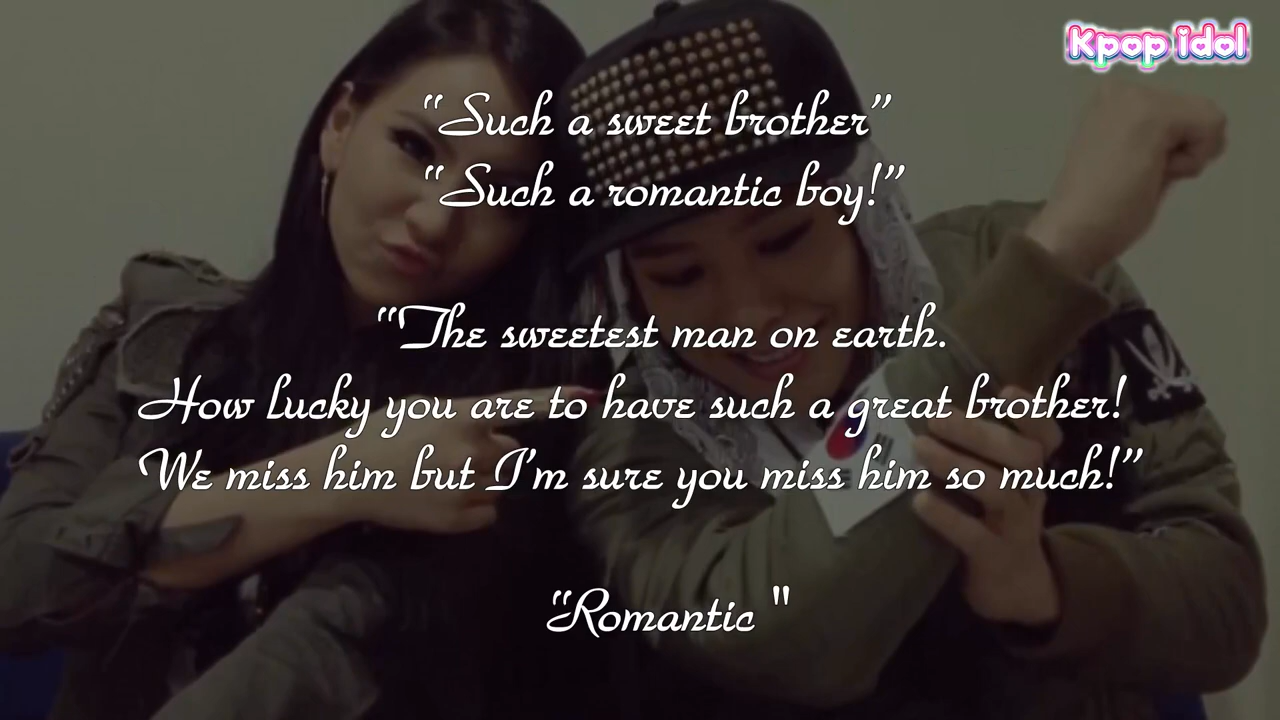 Kpop idol
“Such a sweet brother”
“Such a romantic boy!”
“The sweetest man on earth.
How lucky you are to have such a great brother!
We miss him but I’m sure you miss him so much!”
“Romantic "